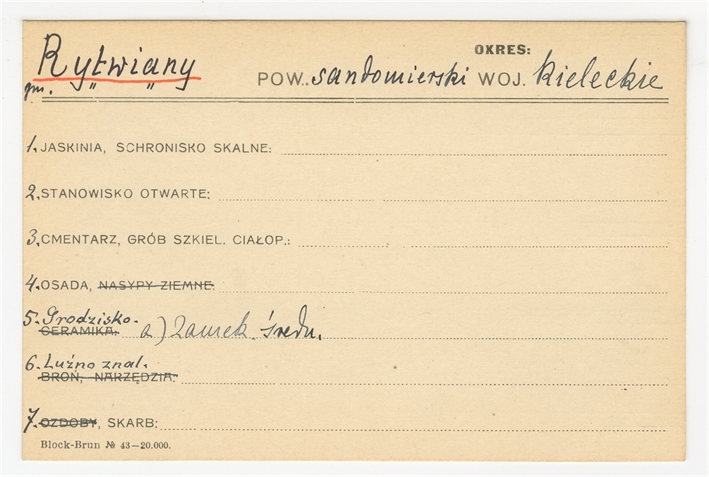 Rytwiany OKRES:
gm. " " POW. sandomierski WOJ. Kieleckie
1. JASKINIA, SCHRONISKO SKALNE:
2. STANOWISKO OTWARTE:
3. CMENTARZ, GRÓB SZKIEL. CIAŁOP.:
4. OSADA, NASYPY ZIEMNE.
5. Grodzisko.
CERAMIKA. a) Zamek. średn.
6. Luźno znal.
BROŃ, NARZĘDZIA.
7. OZDOBY, SKARB:
Block-Brun № 43—20.000.